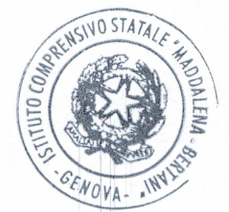 ISTITUTO COMPRENSIVO STATALE "MADDALENA - BERTANI"
- GENOVA -